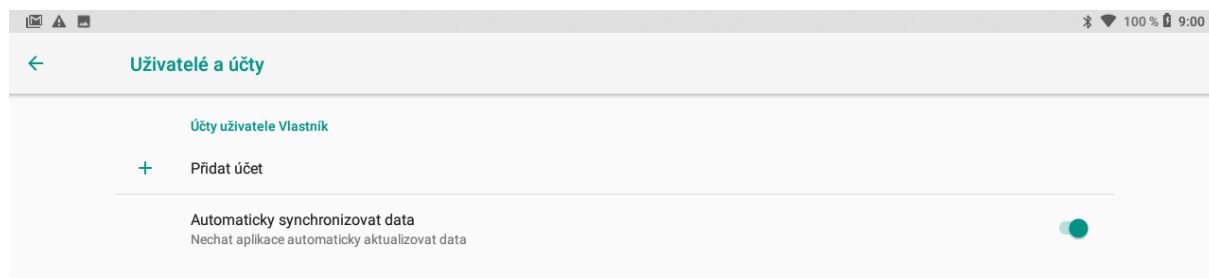 100 % 9:00
Uživatelé a účty
Účty uživatele Vlastník
Přidat účet
Automaticky synchronizovat data
Nechat aplikace automaticky aktualizovat data